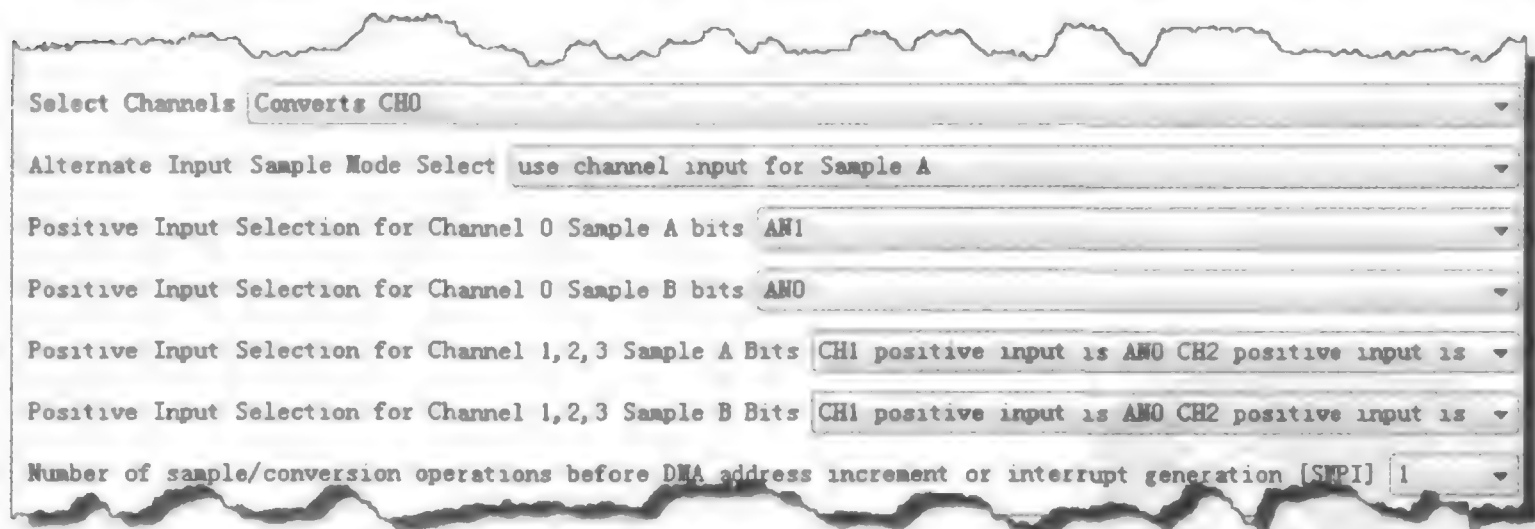 Select Channels Converts CH0
Alternate Input Sample Mode Select use channel input for Sample A
Positive Input Selection for Channel 0 Sample A bits AN1
Positive Input Selection for Channel 0 Sample B bits AN0
Positive Input Selection for Channel 1,2,3 Sample A Bits CH1 positive input is AN0 CH2 positive input is
Positive Input Selection for Channel 1,2,3 Sample B Bits CH1 positive input is AN0 CH2 positive input is
Number of sample/conversion operations before DMA address increment or interrupt generation [SMPI] 1